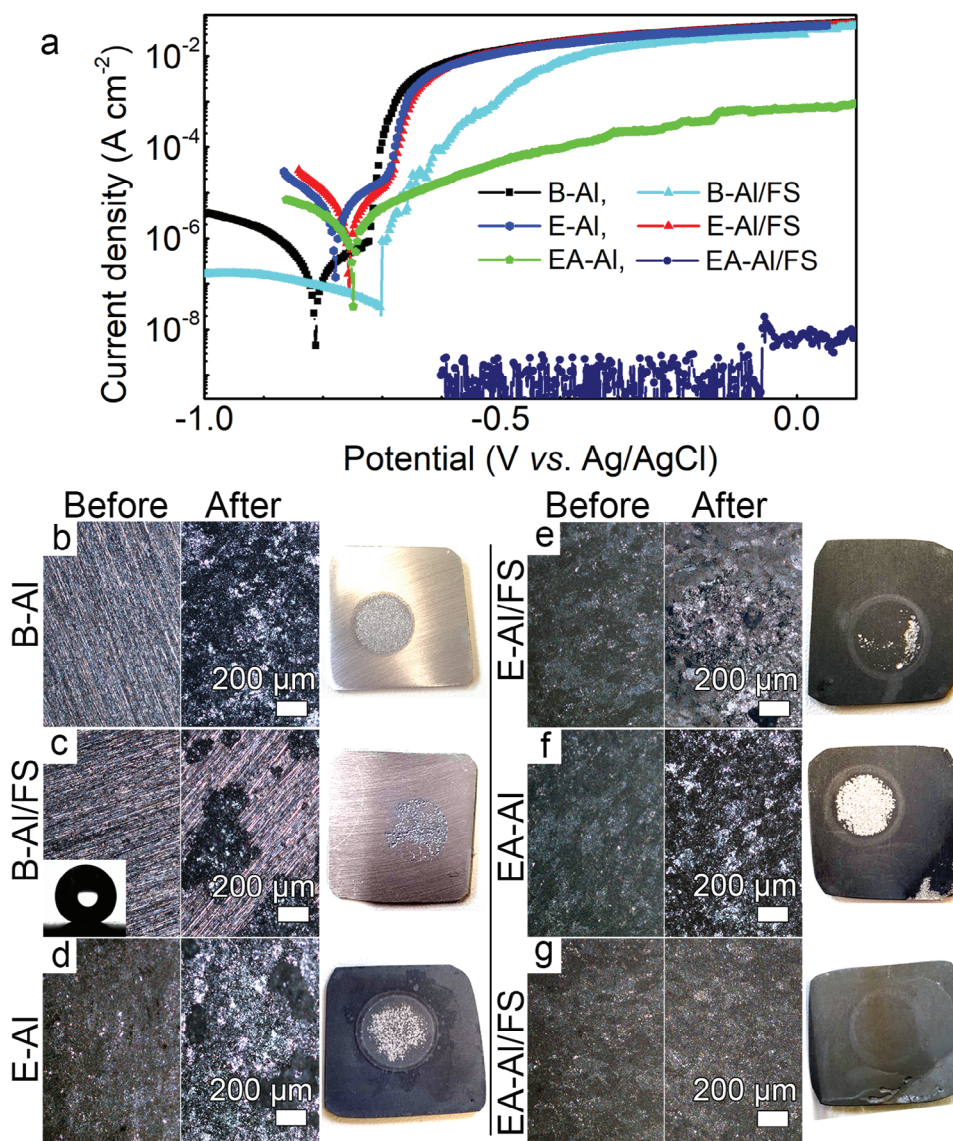 a
Current density (A cm⁻²)
10⁻²
10⁻⁴
10⁻⁶
10⁻⁸
B-Al,
B-Al/FS
E-Al,
E-Al/FS
EA-Al,
EA-Al/FS
-1.0
-0.5
0.0
Potential (V vs. Ag/AgCl)
Before After
b
B-Al
200 µm
c
B-Al/FS
200 µm
d
E-Al
200 µm
Before After
e
E-Al/FS
200 µm
f
EA-Al
200 µm
g
EA-Al/FS
200 µm